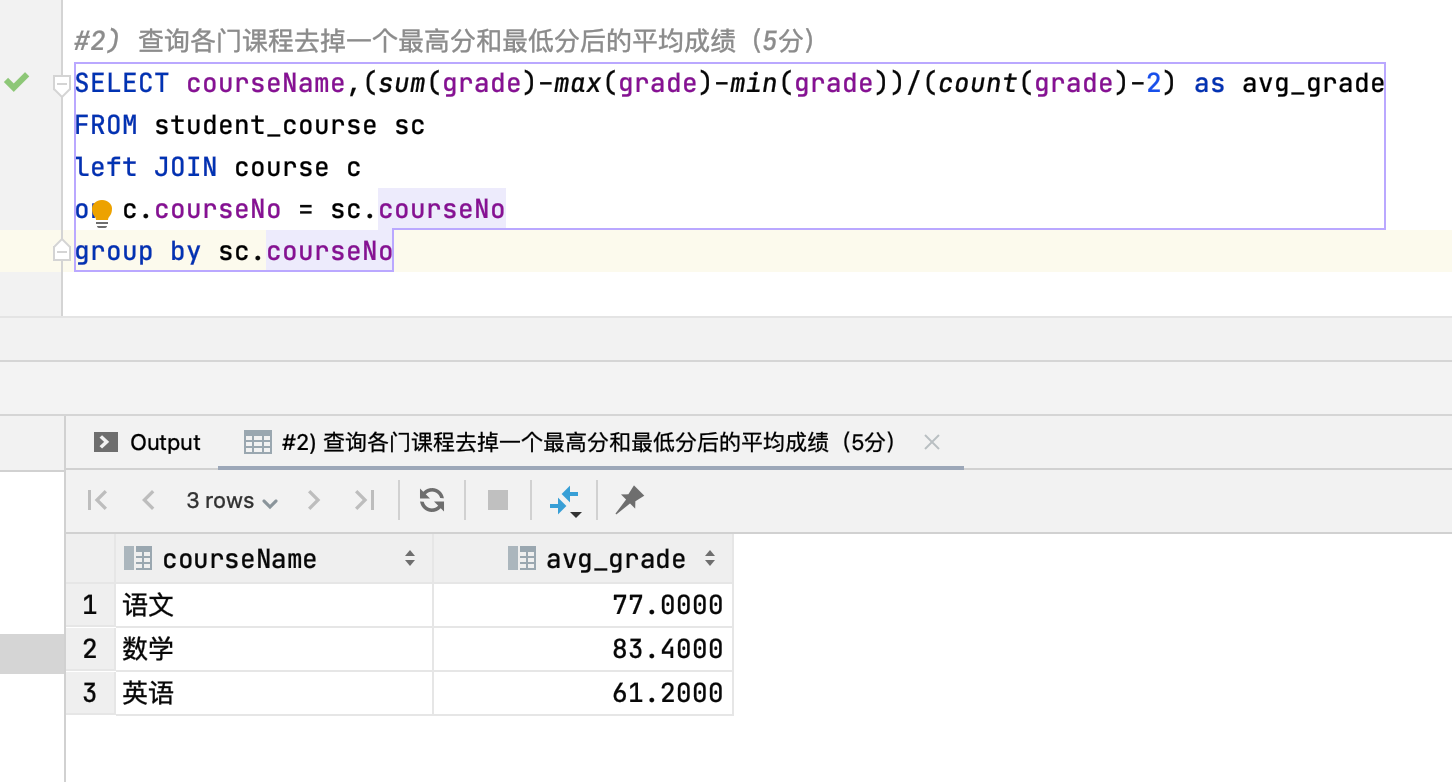 #2) 查询各门课程去掉一个最高分和最低分后的平均成绩（5分）
SELECT courseName,(sum(grade)-max(grade)-min(grade))/(count(grade)-2) as avg_grade
FROM student_course sc
left JOIN course c
on c.courseNo = sc.courseNo
group by sc.courseNo
Output #2) 查询各门课程去掉一个最高分和最低分后的平均成绩（5分）
3 rows
courseName avg_grade
1 语文 77.0000
2 数学 83.4000
3 英语 61.2000